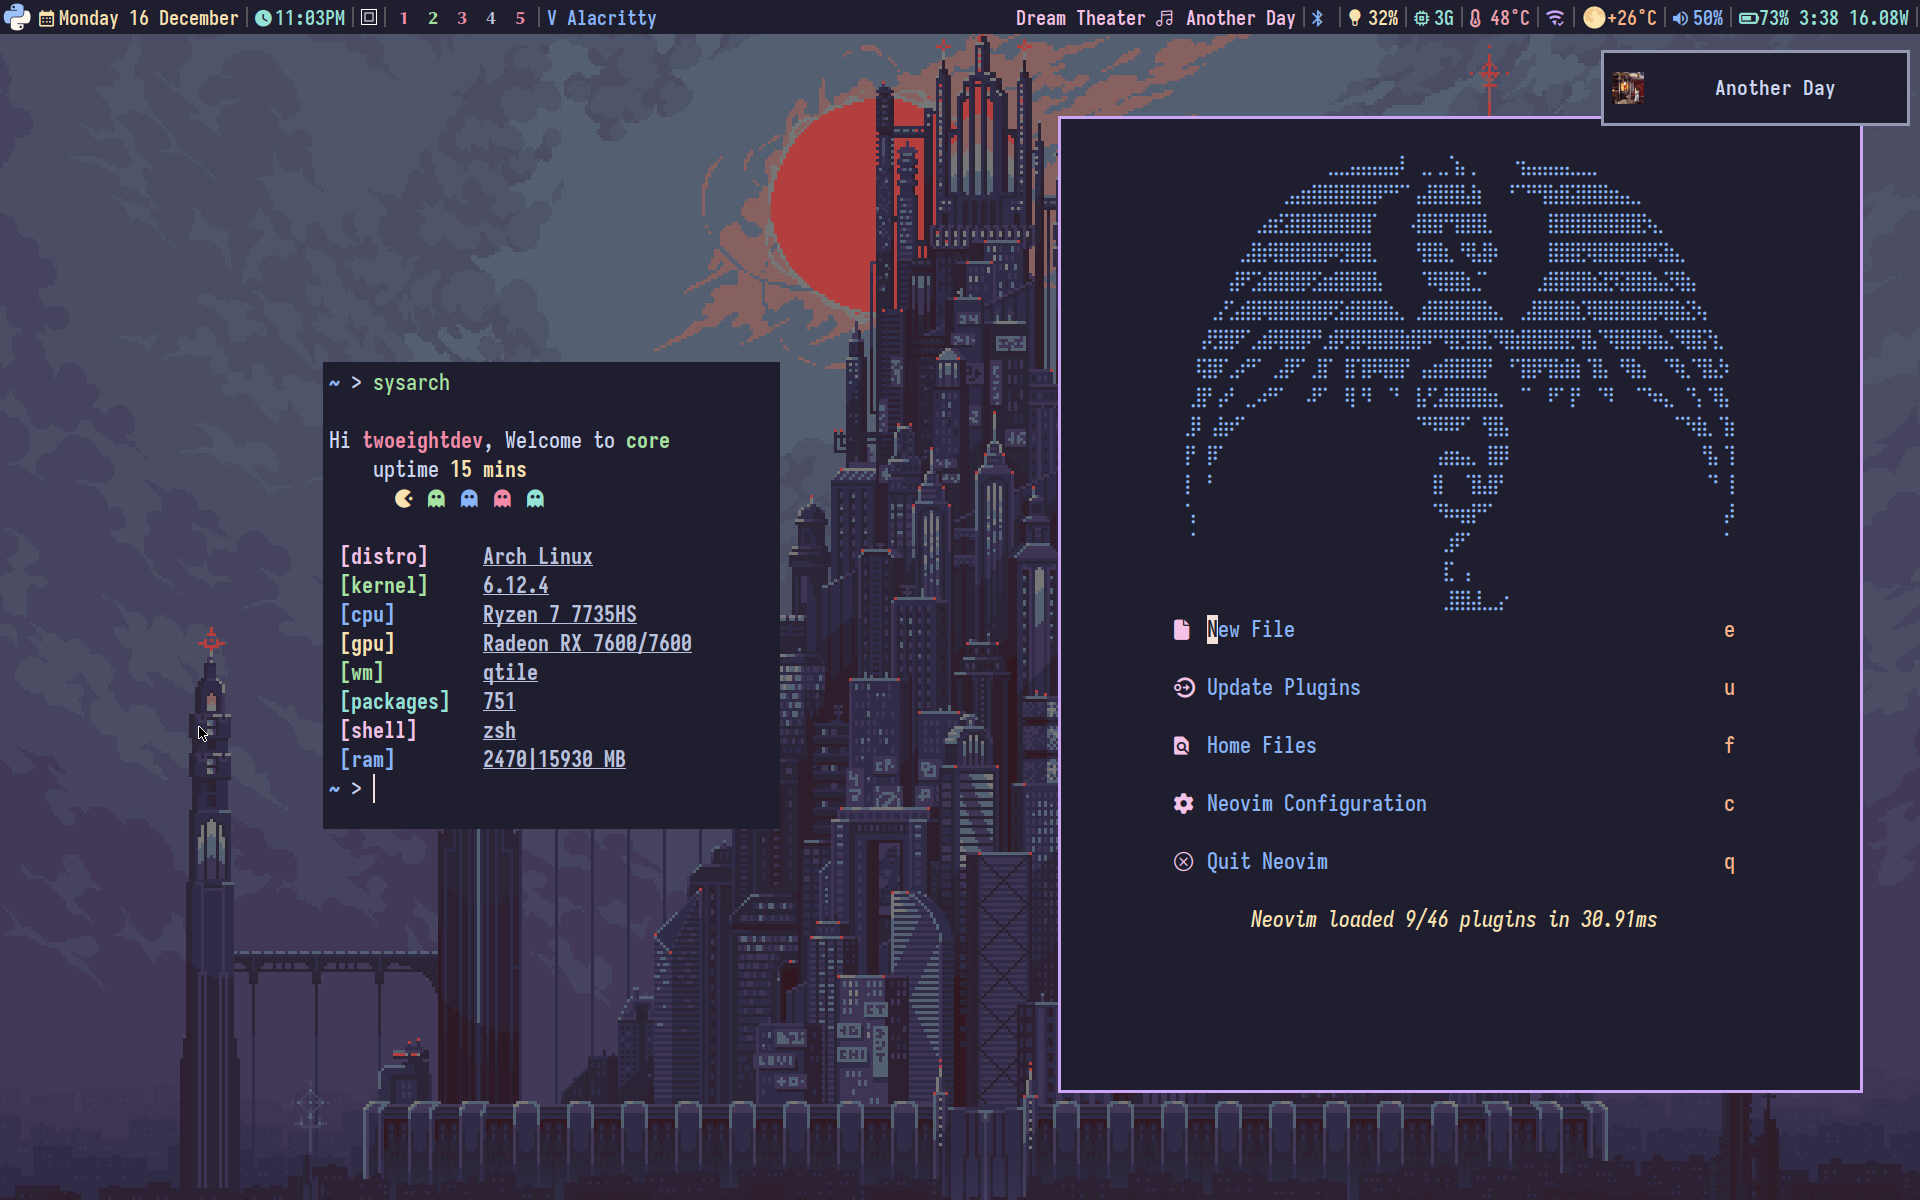 Monday 16 December 11:03PM 1 2 3 4 5 V Alacritty
Dream Theater Another Day 32% 3G 48°C +26°C 50% 73% 3:38 16.08W
Another Day
~ > sysarch
Hi twoeightdev, Welcome to core
uptime 15 mins
[distro] Arch Linux
[kernel] 6.12.4
[cpu] Ryzen 7 7735HS
[gpu] Radeon RX 7600/7600
[wm] qtile
[packages] 751
[shell] zsh
[ram] 2470|15930 MB
~ >
New File e
Update Plugins u
Home Files f
Neovim Configuration c
Quit Neovim q
Neovim loaded 9/46 plugins in 30.91ms